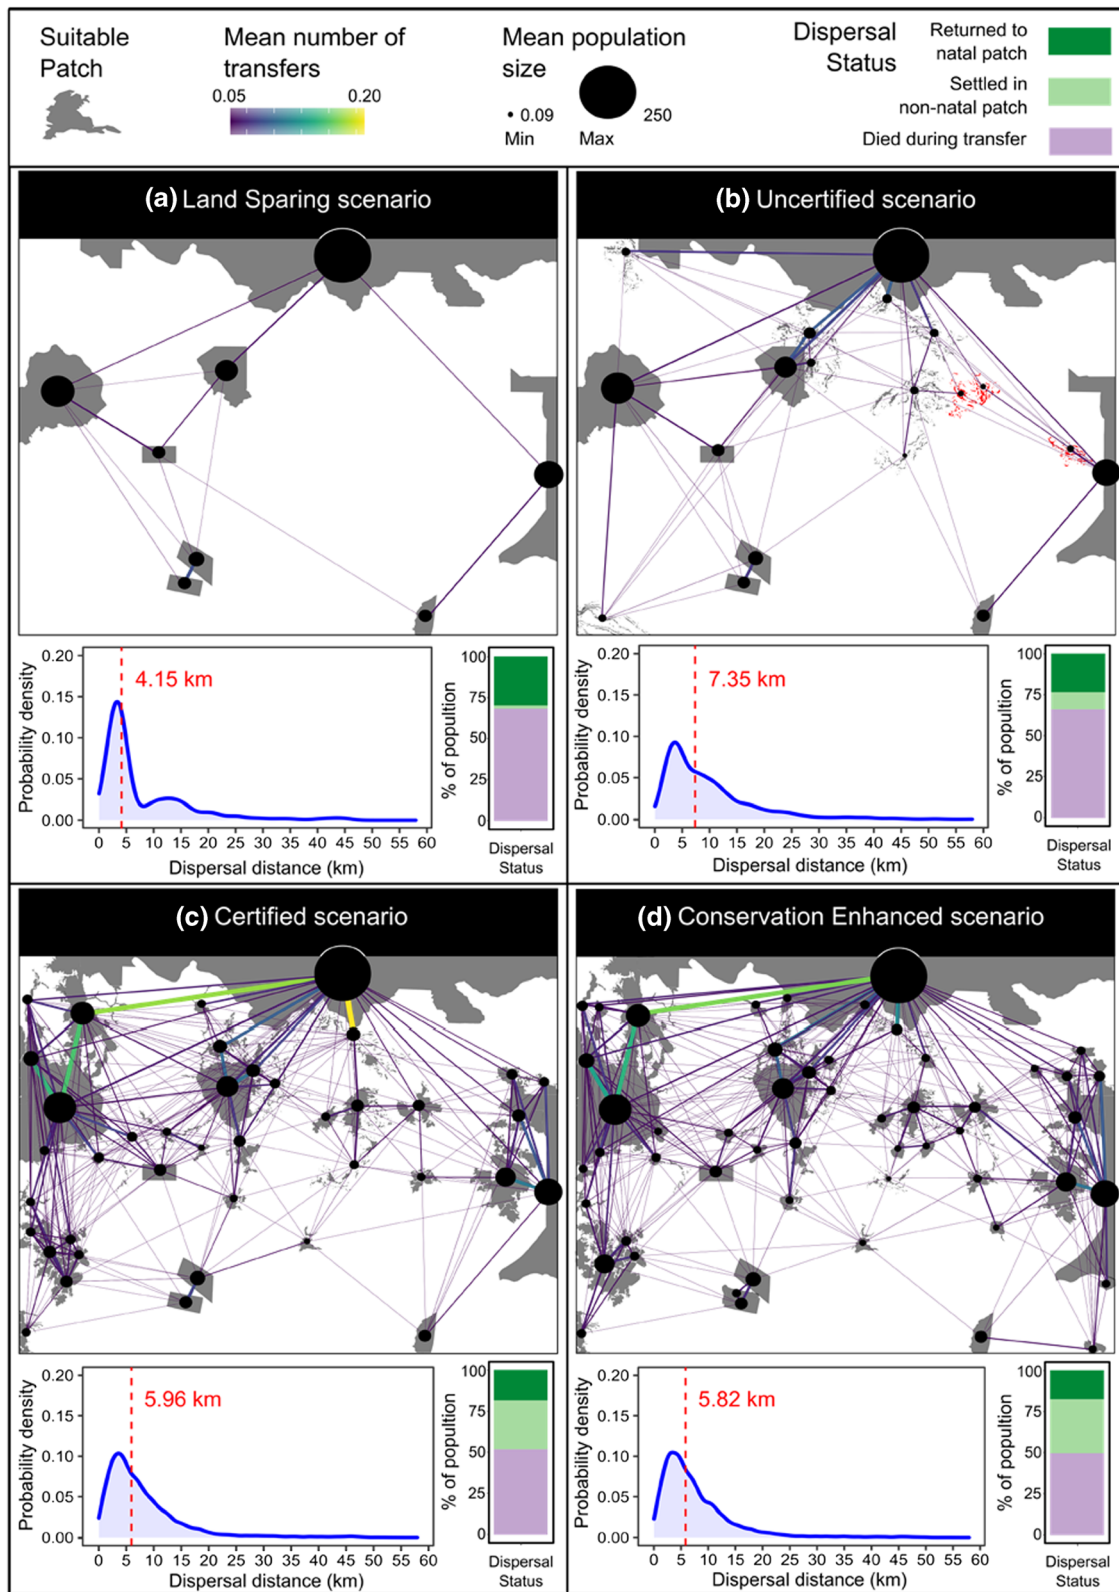 Suitable
Patch
Mean number of
transfers
0.05
0.20
Mean population
size
0.09
250
Min
Max
Dispersal
Status
Returned to
natal patch
Settled in
non-natal patch
Died during transfer
(a) Land Sparing scenario
0.20
0.15
0.10
0.05
0.00
Probability density
4.15 km
0 5 10 15 20 25 30 35 40 45 50 55 60
Dispersal distance (km)
100
75
50
25
0
% of popultion
Dispersal
Status
(b) Uncertified scenario
0.20
0.15
0.10
0.05
0.00
Probability density
7.35 km
0 5 10 15 20 25 30 35 40 45 50 55 60
Dispersal distance (km)
100
75
50
25
0
% of popultion
Dispersal
Status
(c) Certified scenario
0.20
0.15
0.10
0.05
0.00
Probability density
5.96 km
0 5 10 15 20 25 30 35 40 45 50 55 60
Dispersal distance (km)
100
75
50
25
0
% of popultion
Dispersal
Status
(d) Conservation Enhanced scenario
0.20
0.15
0.10
0.05
0.00
Probability density
5.82 km
0 5 10 15 20 25 30 35 40 45 50 55 60
Dispersal distance (km)
100
75
50
25
0
% of popultion
Dispersal
Status